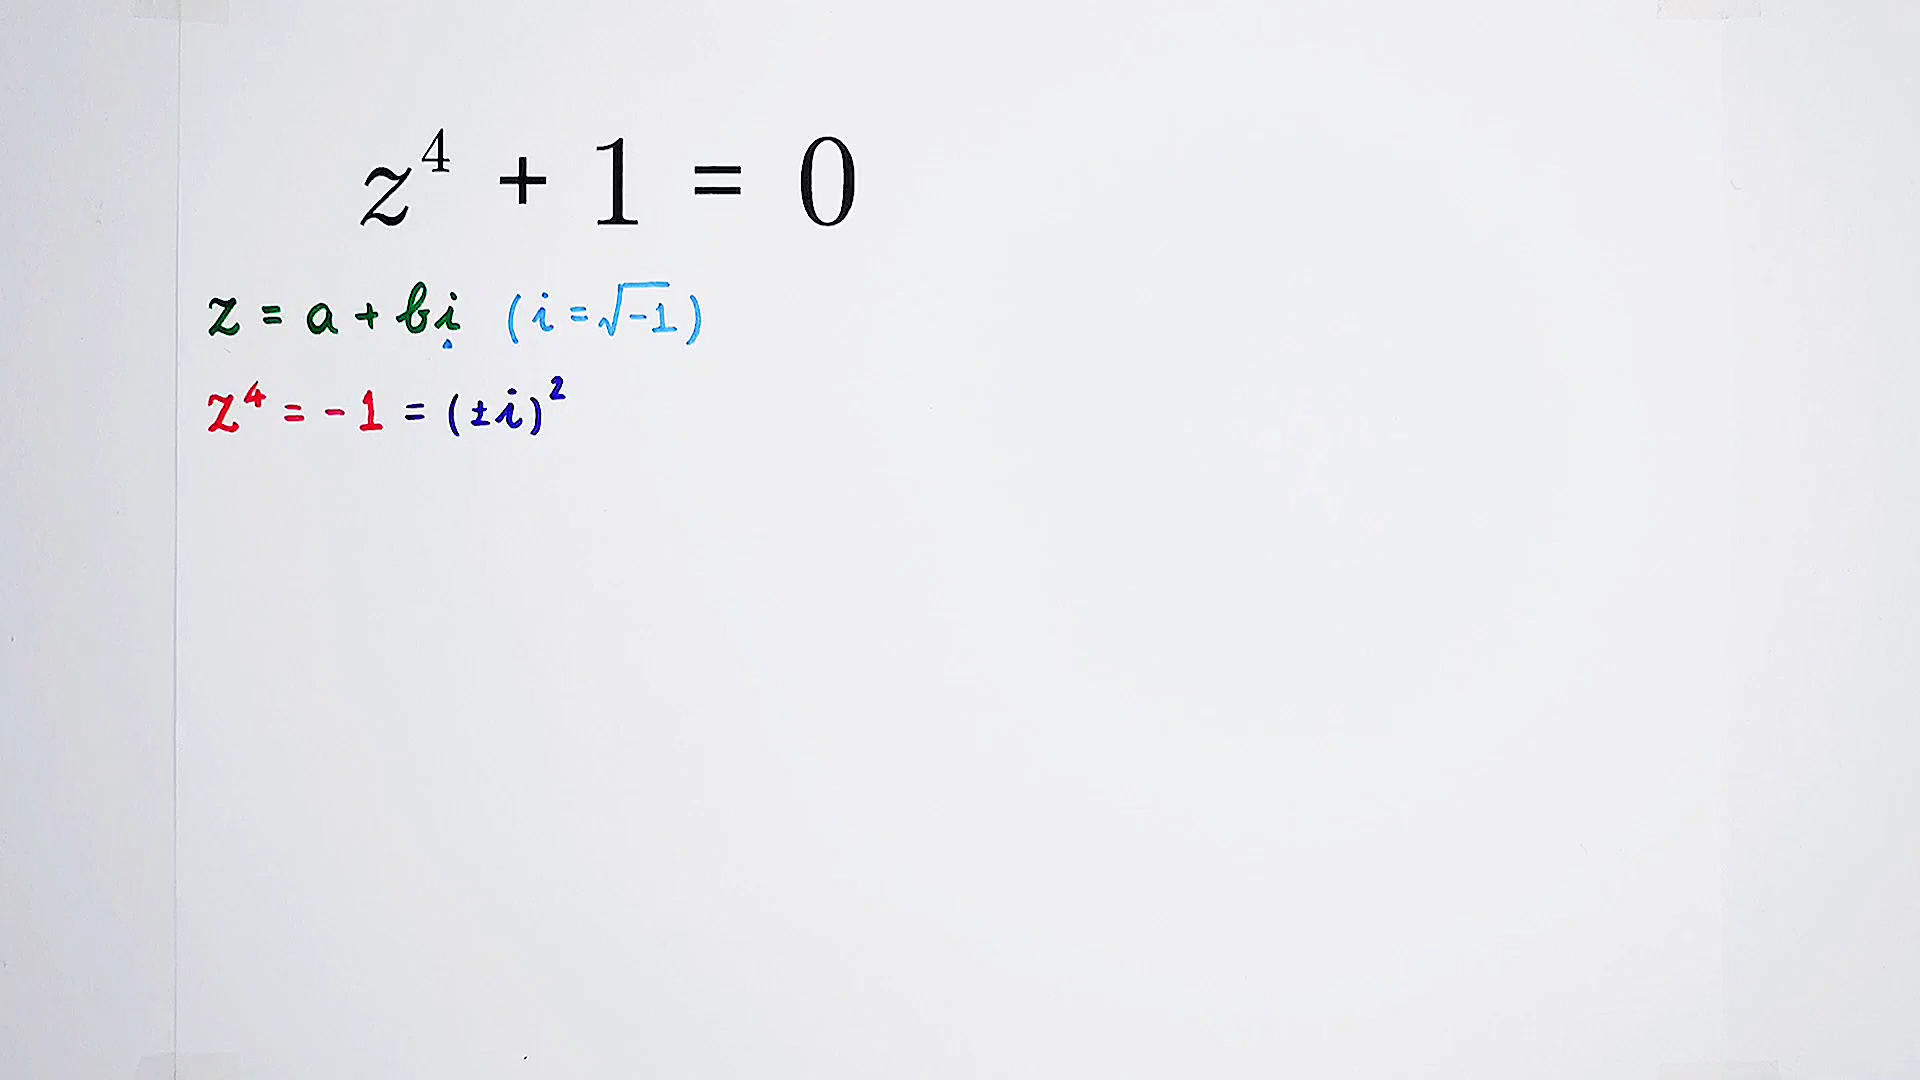 z⁴ + 1 = 0
z = a + bi (i = √-1)
z⁴ = -1 = (±i)²